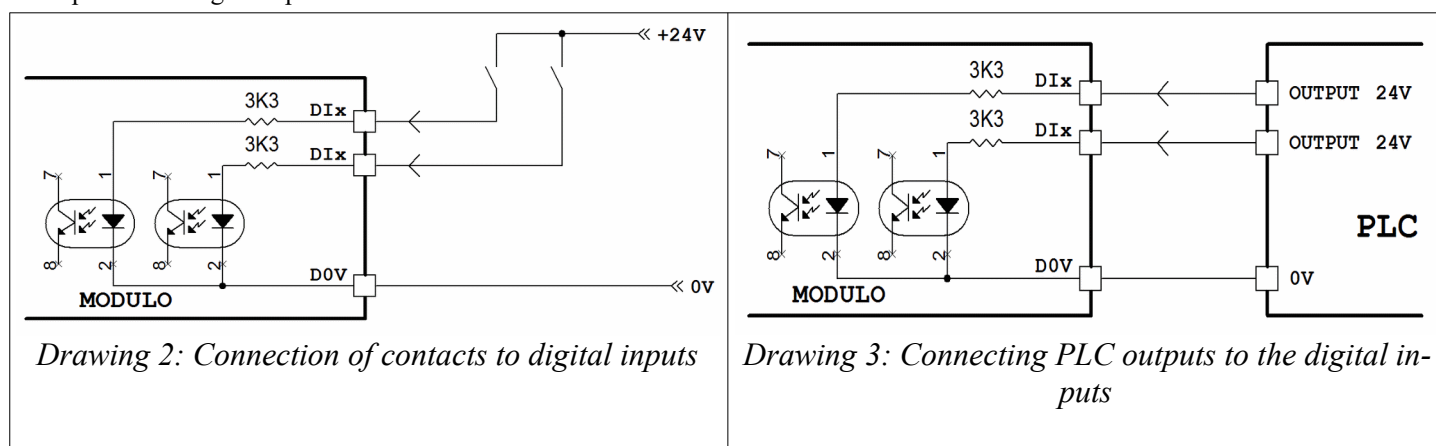 +24V
3K3
DIx
3K3
DIx
7
1
7
1
8
2
8
2
D0V
0V
MODULO
Drawing 2: Connection of contacts to digital inputs
3K3
DIx
OUTPUT 24V
3K3
DIx
OUTPUT 24V
7
1
7
1
PLC
8
2
8
2
D0V
0V
MODULO
Drawing 3: Connecting PLC outputs to the digital in-
puts